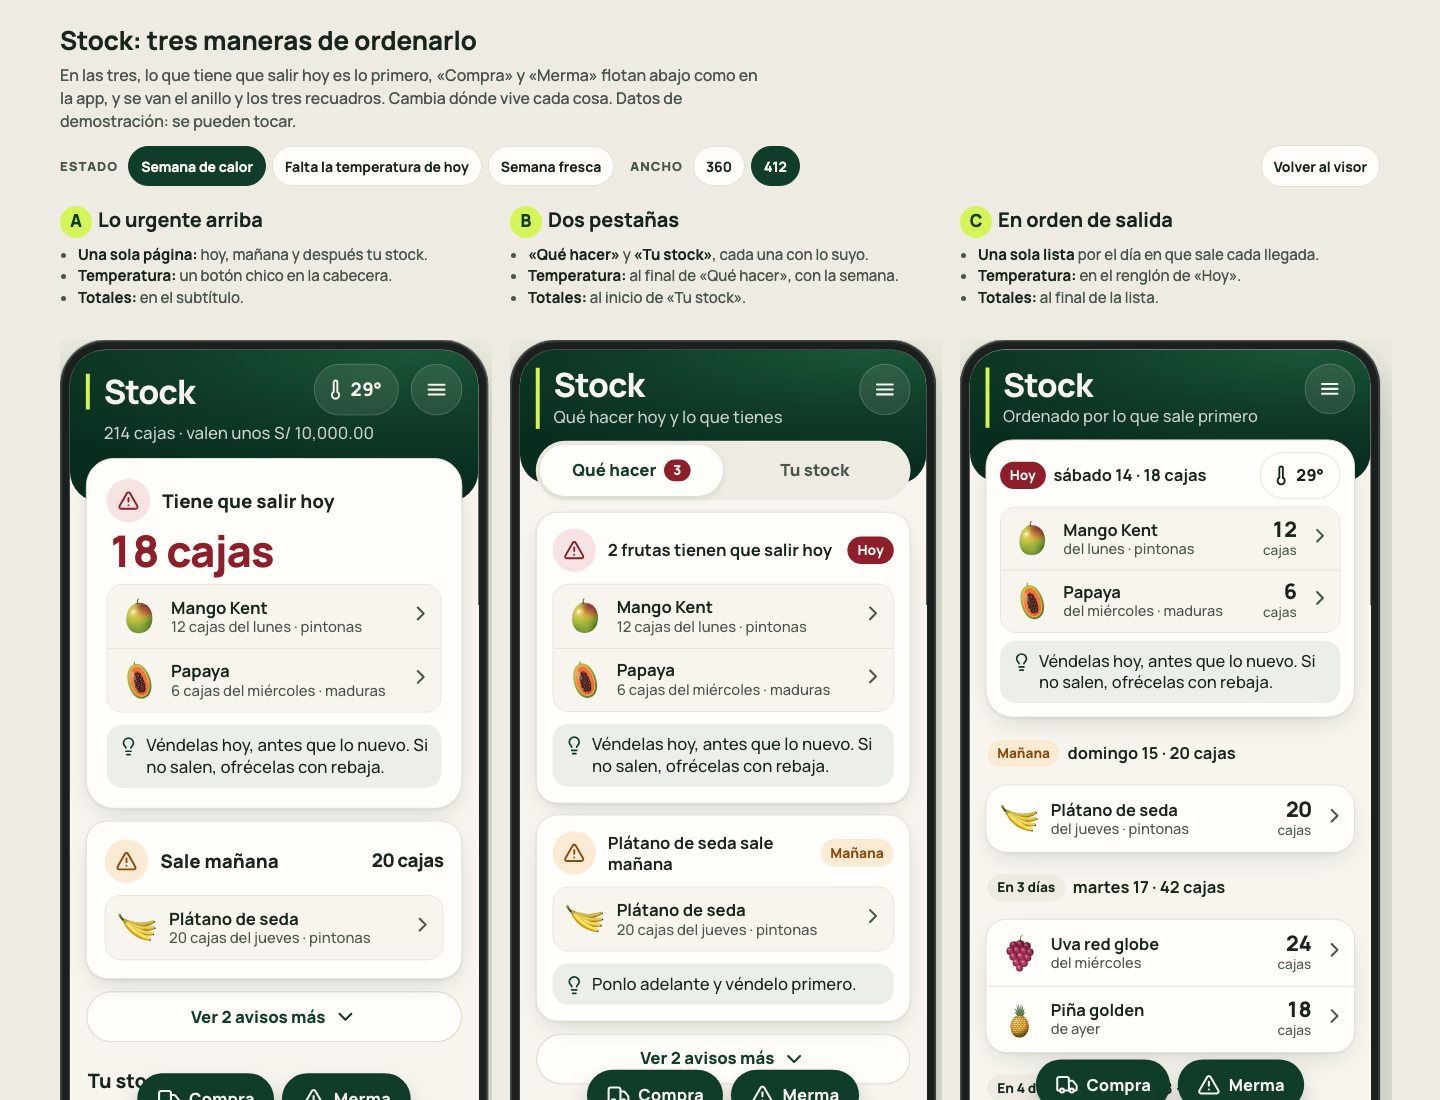 Stock: tres maneras de ordenarlo
En las tres, lo que tiene que salir hoy es lo primero, «Compra» y «Merma» flotan abajo como en
la app, y se van el anillo y los tres recuadros. Cambia dónde vive cada cosa. Datos de
demostración: se pueden tocar.
ESTADO Semana de calor Falta la temperatura de hoy Semana fresca ANCHO 360 412 Volver al visor
A Lo urgente arriba
• Una sola página: hoy, mañana y después tu stock.
• Temperatura: un botón chico en la cabecera.
• Totales: en el subtítulo.
Stock 29°
214 cajas · valen unos S/ 10,000.00
Tiene que salir hoy
18 cajas
Mango Kent
12 cajas del lunes · pintonas
Papaya
6 cajas del miércoles · maduras
Véndelas hoy, antes que lo nuevo. Si
no salen, ofrécelas con rebaja.
Sale mañana 20 cajas
Plátano de seda
20 cajas del jueves · pintonas
Ver 2 avisos más
Tu sto
Compra Merma
B Dos pestañas
• «Qué hacer» y «Tu stock», cada una con lo suyo.
• Temperatura: al final de «Qué hacer», con la semana.
• Totales: al inicio de «Tu stock».
Stock
Qué hacer hoy y lo que tienes
Qué hacer 3 Tu stock
2 frutas tienen que salir hoy Hoy
Mango Kent
12 cajas del lunes · pintonas
Papaya
6 cajas del miércoles · maduras
Véndelas hoy, antes que lo nuevo. Si
no salen, ofrécelas con rebaja.
Plátano de seda sale
mañana
Mañana
Plátano de seda
20 cajas del jueves · pintonas
Ponlo adelante y véndelo primero.
Ver 2 avisos más
Compra Merma
C En orden de salida
• Una sola lista por el día en que sale cada llegada.
• Temperatura: en el renglón de «Hoy».
• Totales: al final de la lista.
Stock
Ordenado por lo que sale primero
Hoy sábado 14 · 18 cajas 29°
Mango Kent
del lunes · pintonas
12
cajas
Papaya
del miércoles · maduras
6
cajas
Véndelas hoy, antes que lo nuevo. Si
no salen, ofrécelas con rebaja.
Mañana domingo 15 · 20 cajas
Plátano de seda
del jueves · pintonas
20
cajas
En 3 días martes 17 · 42 cajas
Uva red globe
del miércoles
24
cajas
Piña golden
de ayer
18
cajas
En 4 d
Compra Merma